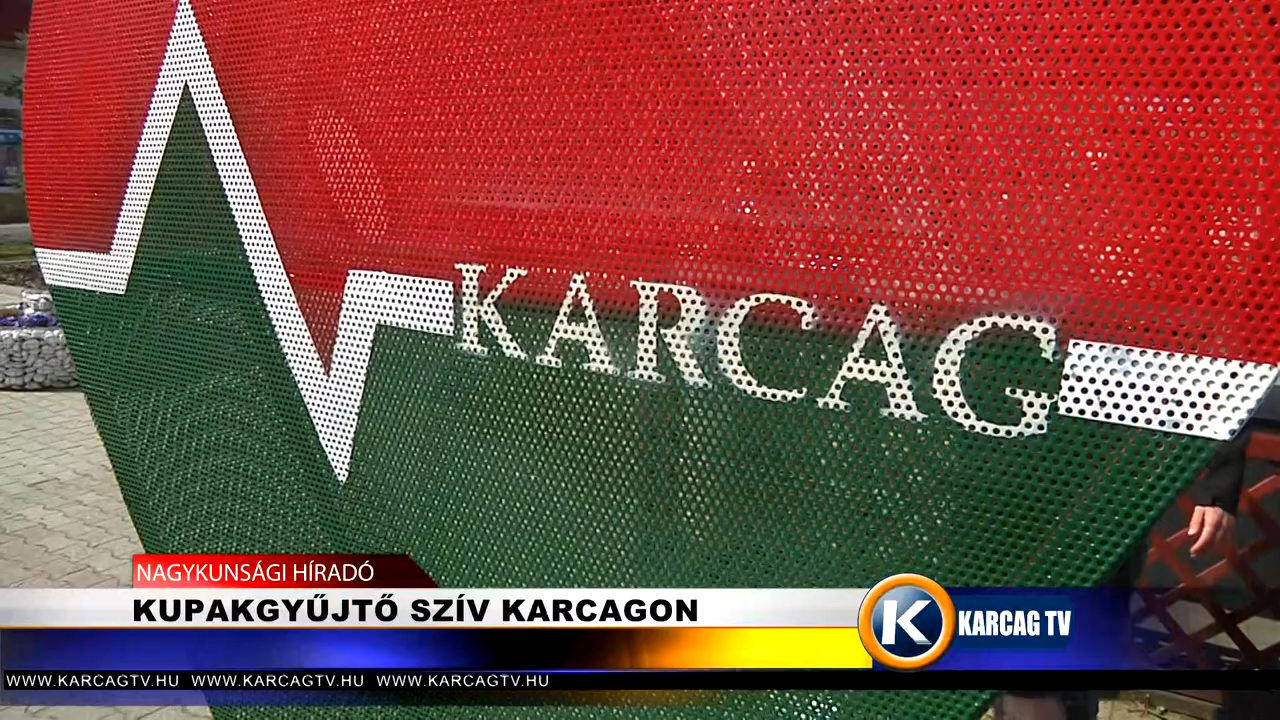 KARCAG
NAGYKUNSÁGI HÍRADÓ
KUPAKGYŰJTŐ SZÍV KARCAGON
K KARCAG TV
WWW.KARCAGTV.HU WWW.KARCAGTV.HU WWW.KARCAGTV.HU